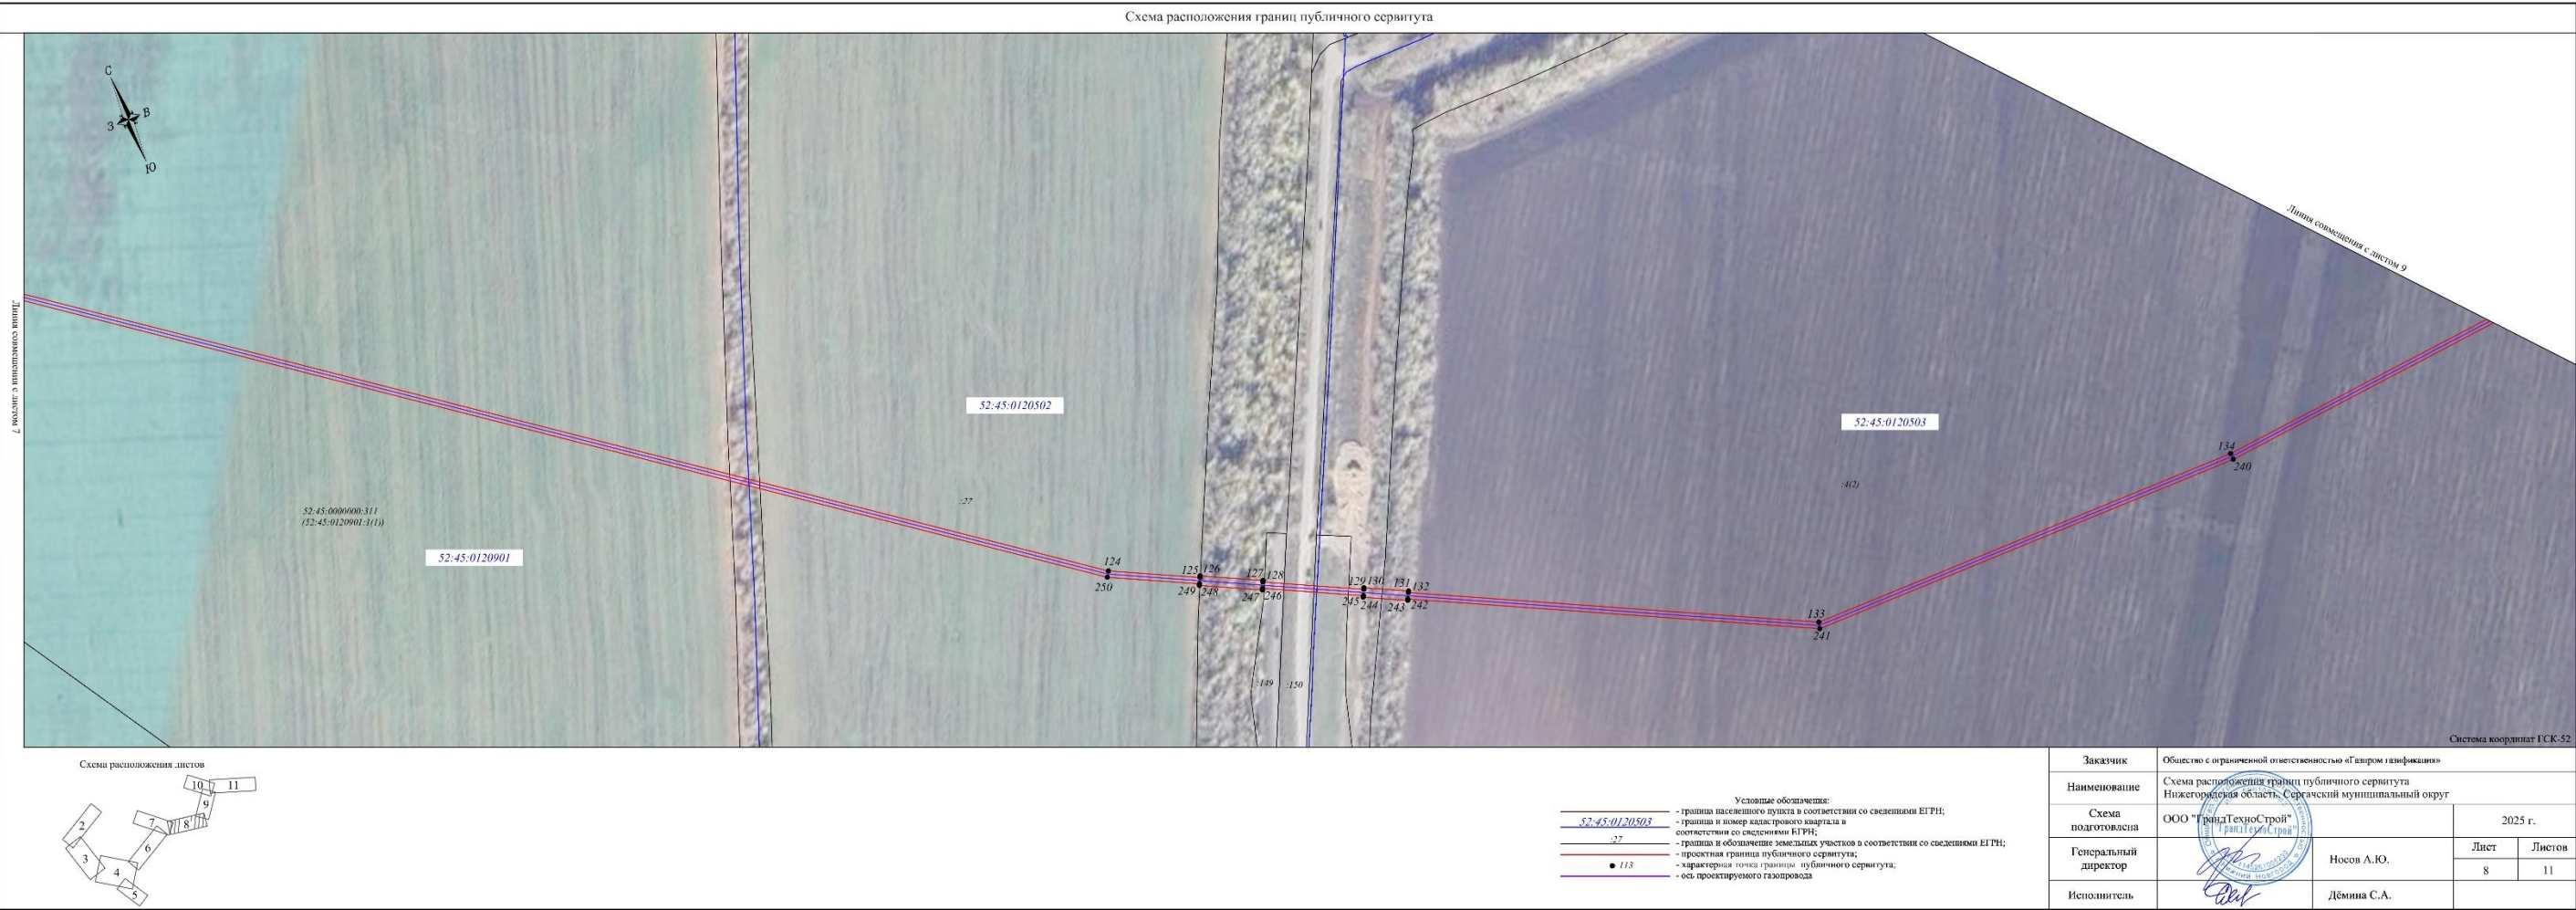 Схема расположения границ публичного сервитута
С
В
З
Ю
Линия совмещения с листом 7
Линия совмещения с листом 9
52:45:0120502
52:45:0120503
134
240
:27
:4(2)
52:45:0000000:311
(52:45:0120901:1(1))
52:45:0120901
124
250
125 126
249 248
127 128
247 246
129 130
245 244
131 132
243 242
133
241
:149 :150
Система координат ГСК-52
Схема расположения листов
10 11
9
2 7 8
3 6
4
5
Условные обозначения:
- граница населенного пункта в соответствии со сведениями ЕГРН;
52:45:0120503 - граница и номер кадастрового квартала в
соответствии со сведениями ЕГРН;
:27 - граница и обозначение земельных участков в соответствии со сведениями ЕГРН;
- проектная граница публичного сервитута;
113 - характерная точка границы публичного сервитута;
- ось проектируемого газопровода
Заказчик Общество с ограниченной ответственностью «Газпром газификация»
Наименование Схема расположения границ публичного сервитута
Нижегородская область, Сергачский муниципальный округ
Схема подготовлена ООО "ГрандТехноСтрой" 2025 г.
"ГрандТехноСтрой"
Генеральный директор Носов А.Ю. Лист Листов
8 11
Исполнитель Дёмина С.А.